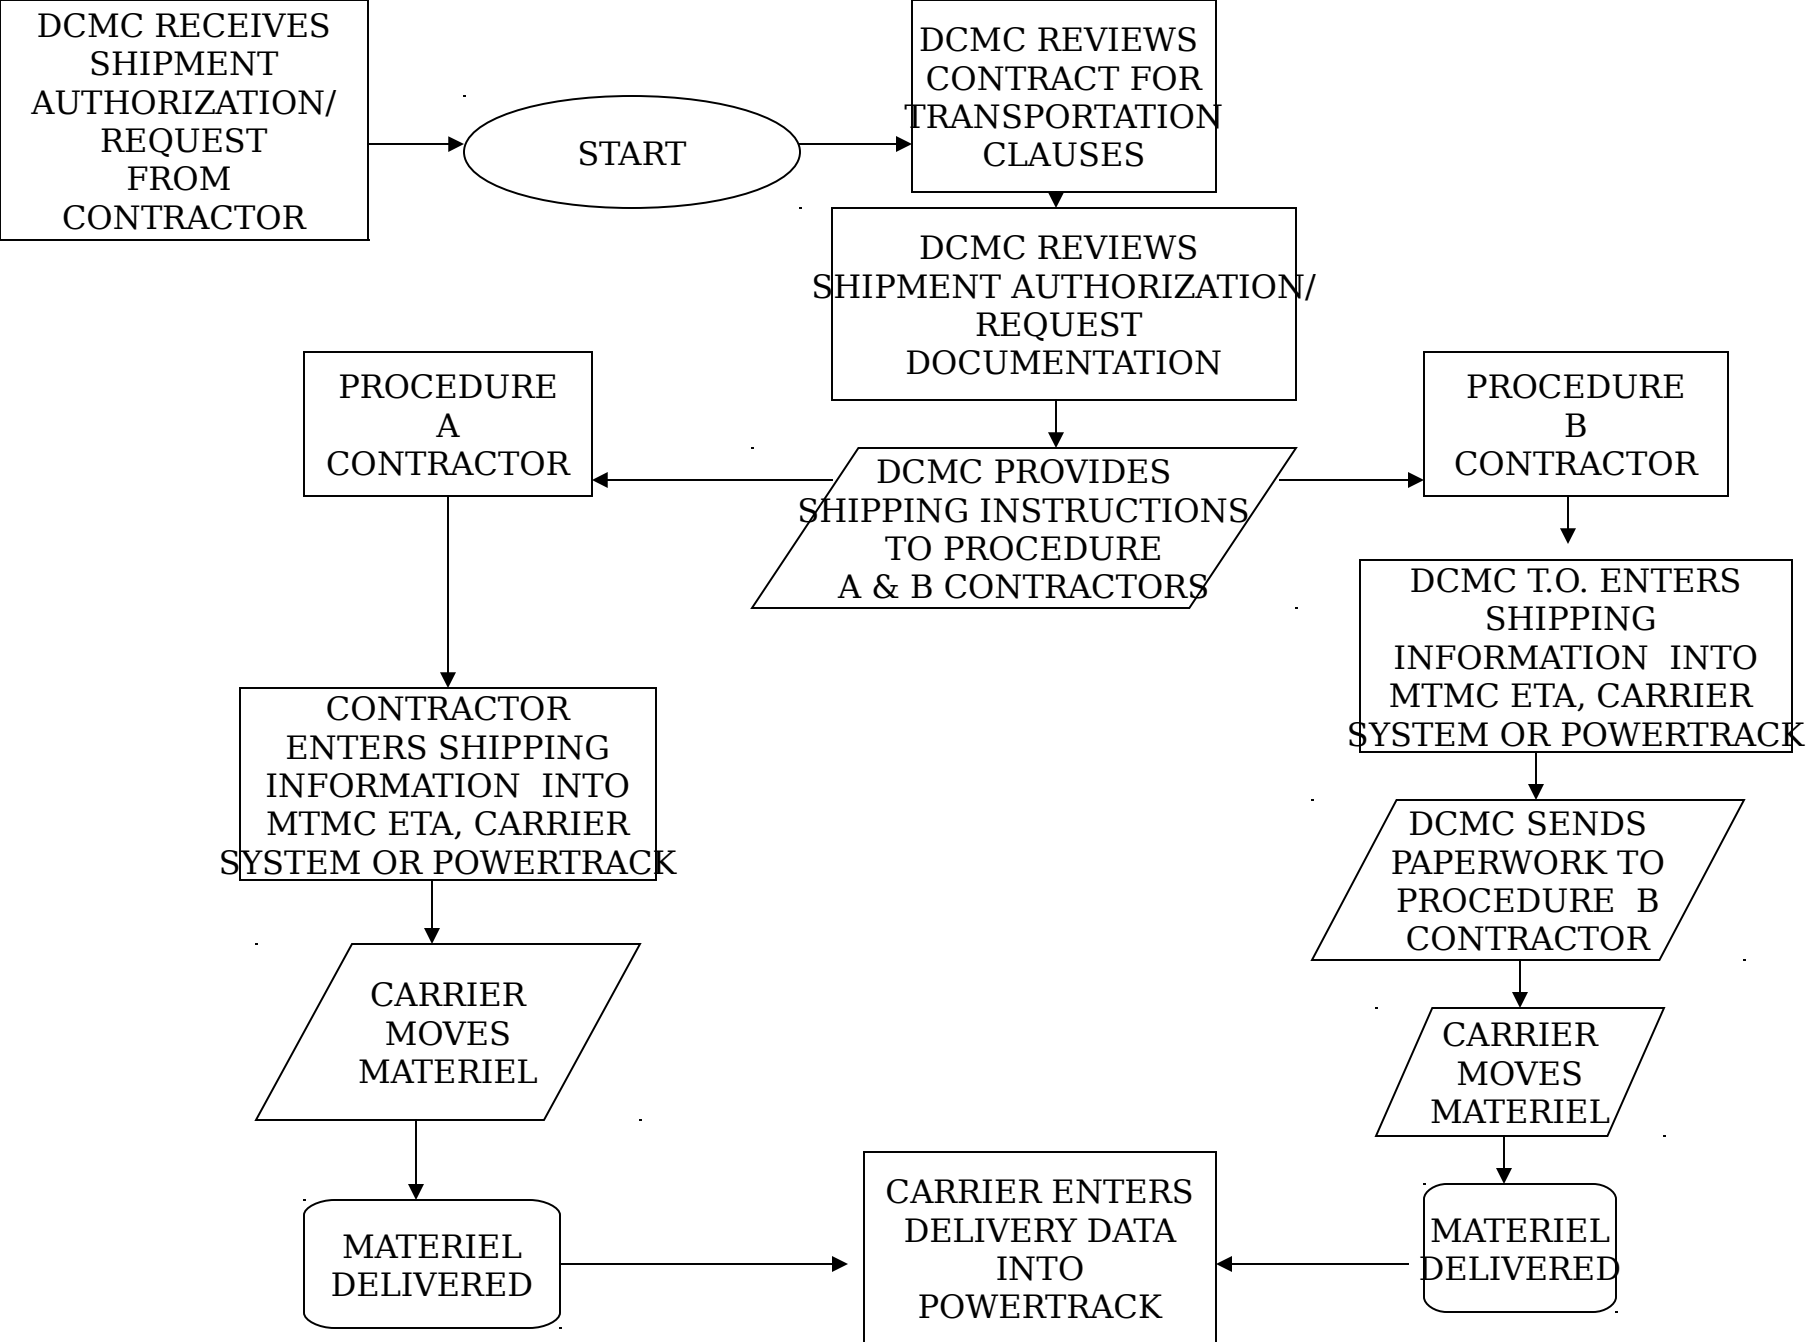 DCMC RECEIVES
SHIPMENT
AUTHORIZATION/
REQUEST
FROM
CONTRACTOR
START
DCMC REVIEWS
CONTRACT FOR
TRANSPORTATION
CLAUSES
DCMC REVIEWS
SHIPMENT AUTHORIZATION/
REQUEST
DOCUMENTATION
PROCEDURE
A
CONTRACTOR
DCMC PROVIDES
SHIPPING INSTRUCTIONS
TO PROCEDURE
A & B CONTRACTORS
PROCEDURE
B
CONTRACTOR
DCMC T.O. ENTERS
SHIPPING
INFORMATION INTO
MTMC ETA, CARRIER
SYSTEM OR POWERTRACK
CONTRACTOR
ENTERS SHIPPING
INFORMATION INTO
MTMC ETA, CARRIER
SYSTEM OR POWERTRACK
DCMC SENDS
PAPERWORK TO
PROCEDURE B
CONTRACTOR
CARRIER
MOVES
MATERIEL
CARRIER
MOVES
MATERIEL
MATERIEL
DELIVERED
CARRIER ENTERS
DELIVERY DATA
INTO
POWERTRACK
MATERIEL
DELIVERED